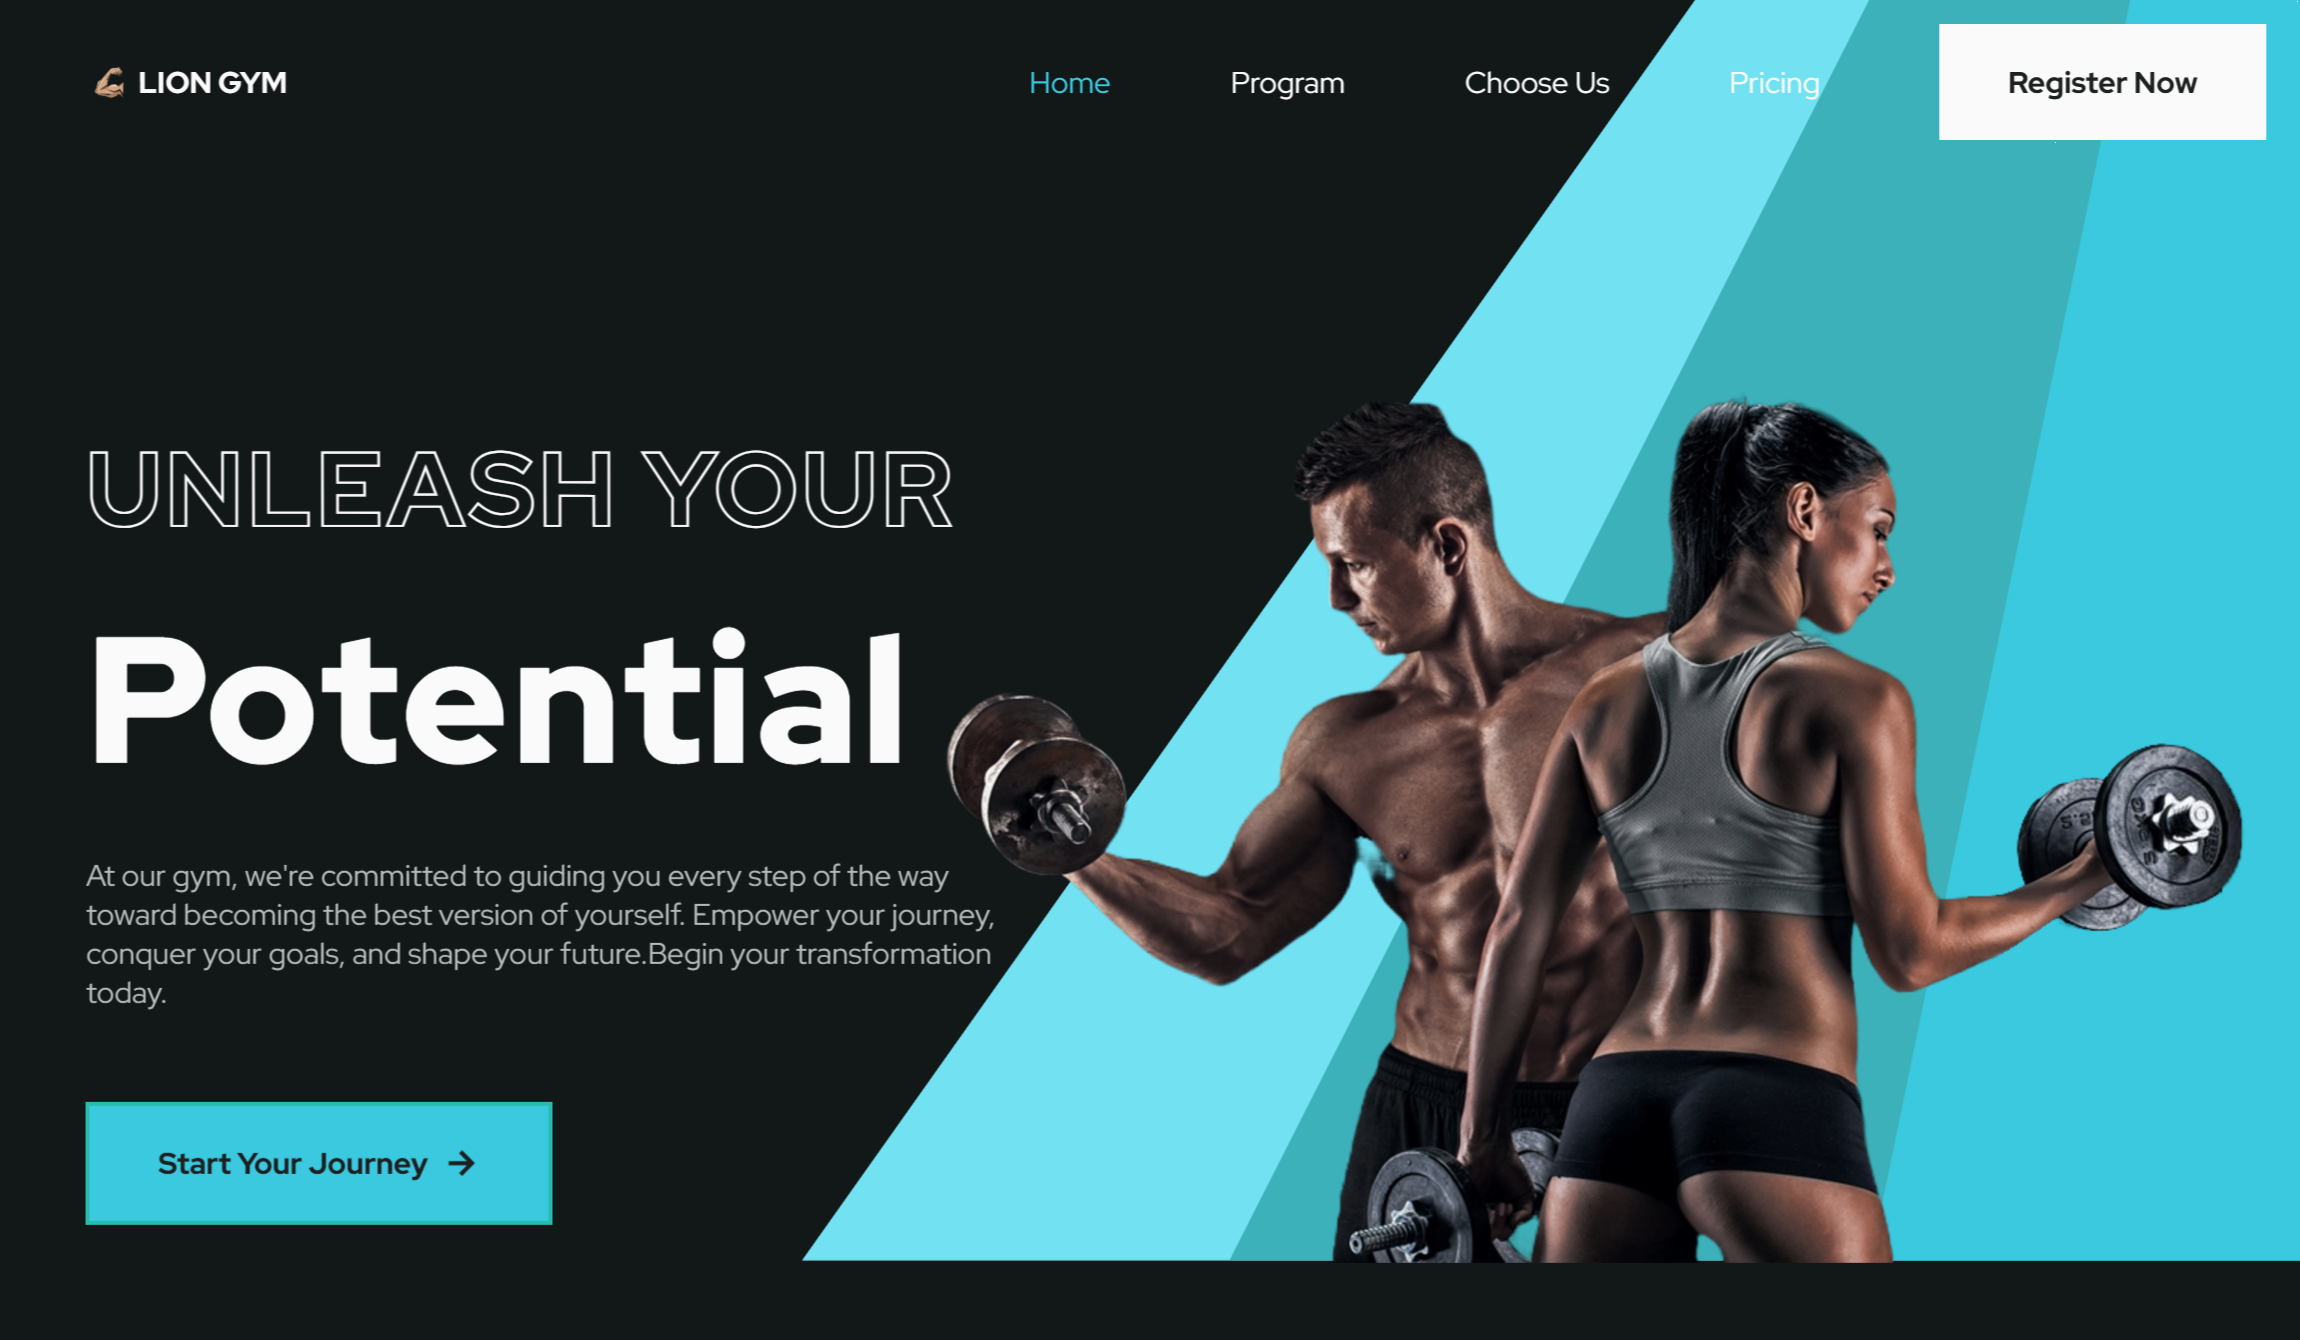 LION GYM
Home
Program
Choose Us
Pricing
Register Now
UNLEASH YOUR
Potential
At our gym, we're committed to guiding you every step of the way
toward becoming the best version of yourself. Empower your journey,
conquer your goals, and shape your future.Begin your transformation
today.
Start Your Journey →